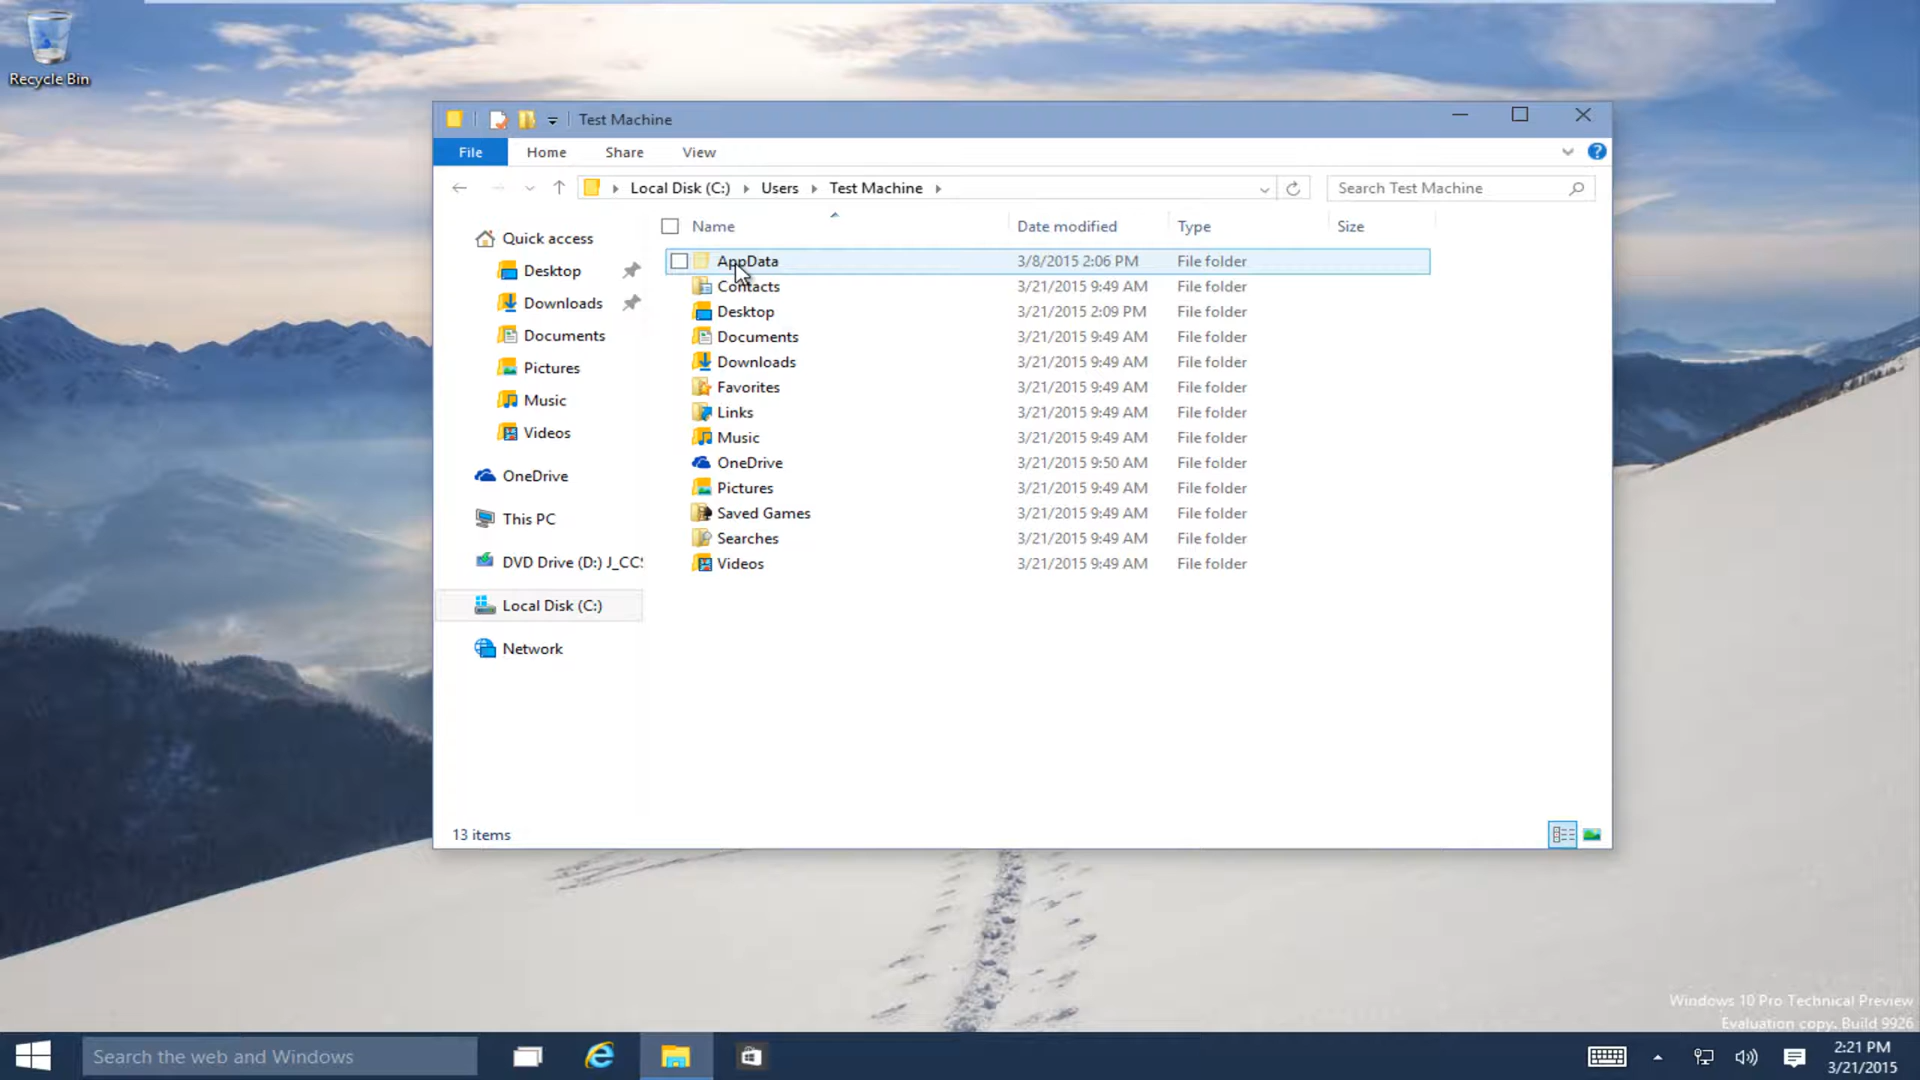 Recycle Bin
Test Machine
File Home Share View
Local Disk (C:) Users Test Machine
Search Test Machine
Name Date modified Type Size
Quick access
Desktop
Downloads
Documents
Pictures
Music
Videos
OneDrive
This PC
DVD Drive (D:) J_CC
Local Disk (C:)
Network
AppData 3/8/2015 2:06 PM File folder
Contacts 3/21/2015 9:49 AM File folder
Desktop 3/21/2015 2:09 PM File folder
Documents 3/21/2015 9:49 AM File folder
Downloads 3/21/2015 9:49 AM File folder
Favorites 3/21/2015 9:49 AM File folder
Links 3/21/2015 9:49 AM File folder
Music 3/21/2015 9:49 AM File folder
OneDrive 3/21/2015 9:50 AM File folder
Pictures 3/21/2015 9:49 AM File folder
Saved Games 3/21/2015 9:49 AM File folder
Searches 3/21/2015 9:49 AM File folder
Videos 3/21/2015 9:49 AM File folder
13 items
Windows 10 Pro Technical Preview
Evaluation copy. Build 9926
Search the web and Windows
2:21 PM
3/21/2015